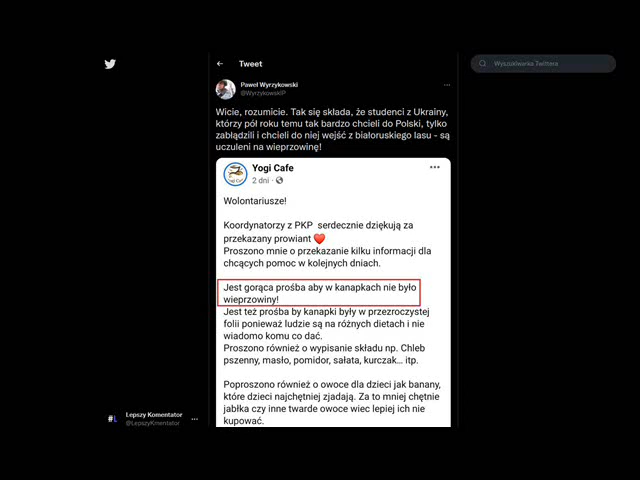 Tweet
Wyszukiwarka Twittera
Paweł Wyrzykowski
@WyrzykowskiP
Wicie, rozumicie. Tak się składa, że studenci z Ukrainy,
którzy pół roku temu tak bardzo chcieli do Polski, tylko
zabłądzili i chcieli do niej wejść z białoruskiego lasu - są
uczuleni na wieprzowinę!
Yogi Cafe
2 dni ·
Wolontariusze!
Koordynatorzy z PKP serdecznie dziękują za
przekazany prowiant ❤️
Proszono mnie o przekazanie kilku informacji dla
chcących pomoc w kolejnych dniach.
Jest gorąca prośba aby w kanapkach nie było
wieprzowiny!
Jest też prośba by kanapki były w przezroczystej
folii ponieważ ludzie są na różnych dietach i nie
wiadomo komu co dać.
Proszono również o wypisanie składu np. Chleb
pszenny, masło, pomidor, sałata, kurczak... itp.
Poproszono również o owoce dla dzieci jak banany,
które dzieci najchętniej zjadają. Za to mniej chętnie
jabłka czy inne twarde owoce wiec lepiej ich nie
kupować.
#L
Lepszy Komentator
@LepszyKmentator